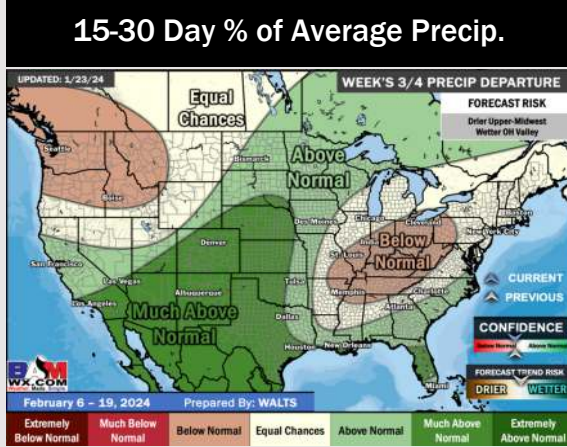 15-30 Day % of Average Precip.
UPDATED: 1/23/24
WEEK'S 3/4 PRECIP DEPARTURE
FORECAST RISK
Drier Upper-Midwest
Wetter OH Valley
Equal
Chances
Seattle
Bismarck
Above
Normal
Boise
Des Moines
Chicago
Cleveland
Boston
New York City
San Francisco
Denver
St. Louis
Below
Normal
Las Vegas
Los Angeles
Albuquerque
Tulsa
Memphis
Charlotte
Atlanta
Much Above
Normal
Dallas
Houston
New Orleans
Miami
CURRENT
PREVIOUS
CONFIDENCE
Below Normal
Above Normal
FORECAST TREND RISK
DRIER
WETTER
BAM
WX.COM
February 6 – 19, 2024
Prepared By: WALTS
Extremely
Below Normal
Much Below
Normal
Below Normal
Equal Chances
Above Normal
Much Above
Normal
Extremely
Above Normal